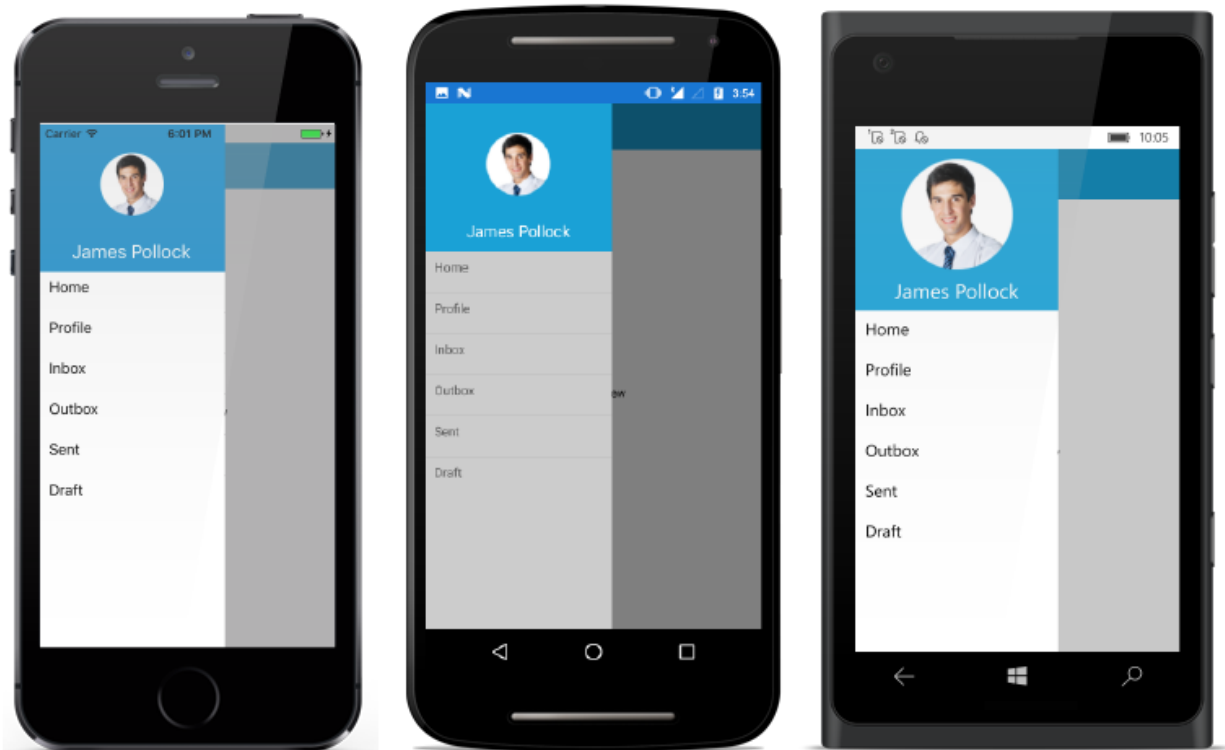 Carrier 6:01 PM
James Pollock
Home
Profile
Inbox
Outbox
Sent
Draft
3:54
James Pollock
Home
Profile
Inbox
Outbox
Sent
Draft
ew
10:05
James Pollock
Home
Profile
Inbox
Outbox
Sent
Draft